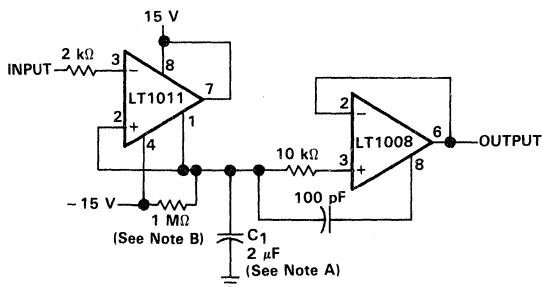 15 V
2 kΩ
INPUT
3
−
8
LT1011
7
2
+
1
4
~15 V
1 MΩ
(See Note B)
C1
2 μF
(See Note A)
10 kΩ
100 pF
2
−
LT1008
6
OUTPUT
3
+
8